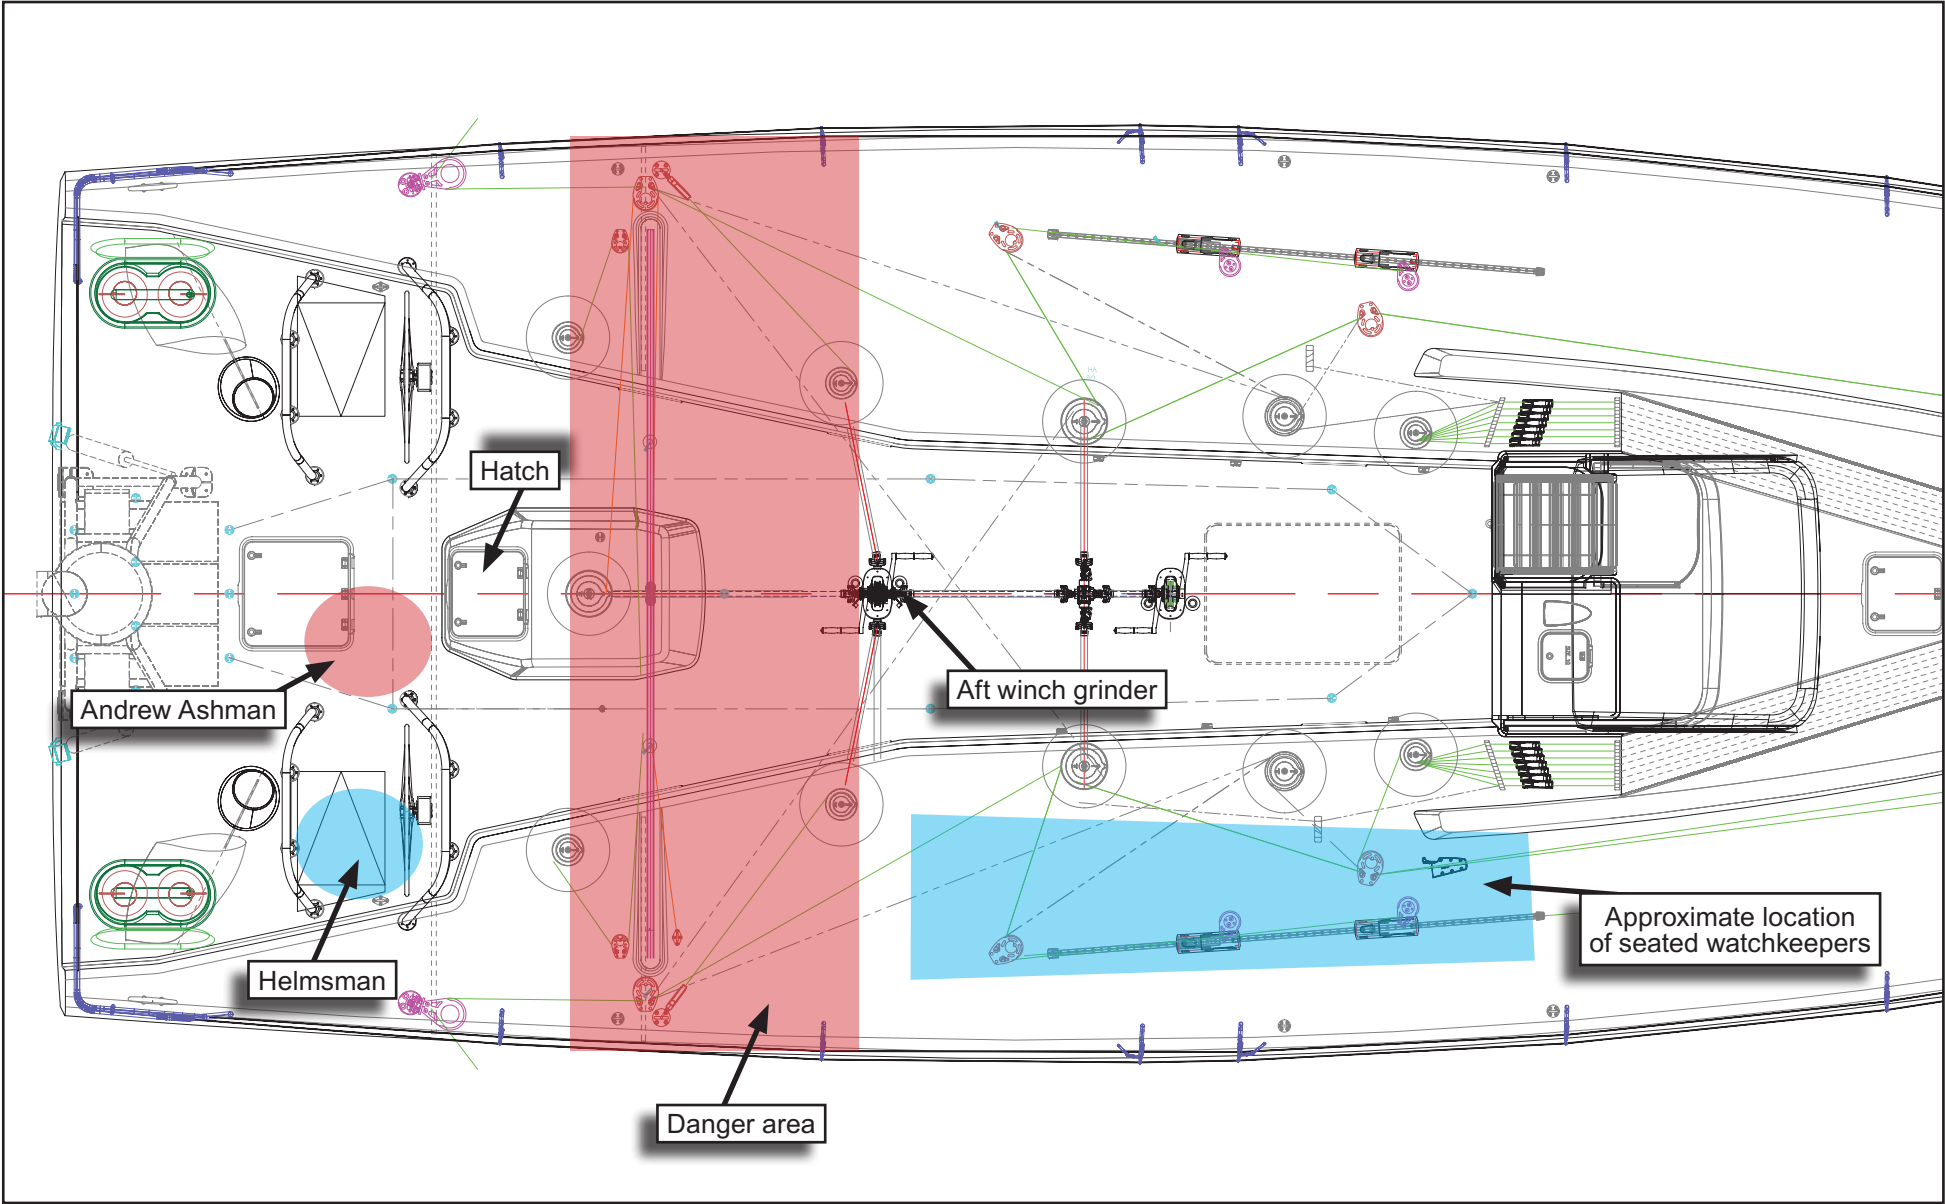 Hatch
Andrew Ashman
Aft winch grinder
Helmsman
Approximate location
of seated watchkeepers
Danger area